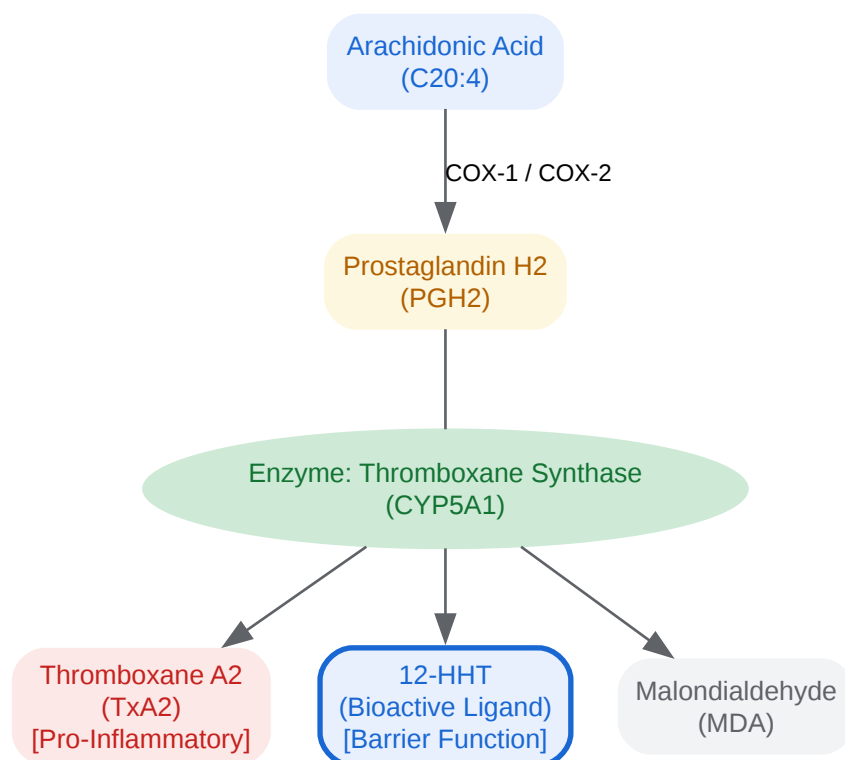 Arachidonic Acid
(C20:4)
COX-1 / COX-2
Prostaglandin H2
(PGH2)
Enzyme: Thromboxane Synthase
(CYP5A1)
Thromboxane A2
(TxA2)
[Pro-Inflammatory]
12-HHT
(Bioactive Ligand)
[Barrier Function]
Malondialdehyde
(MDA)